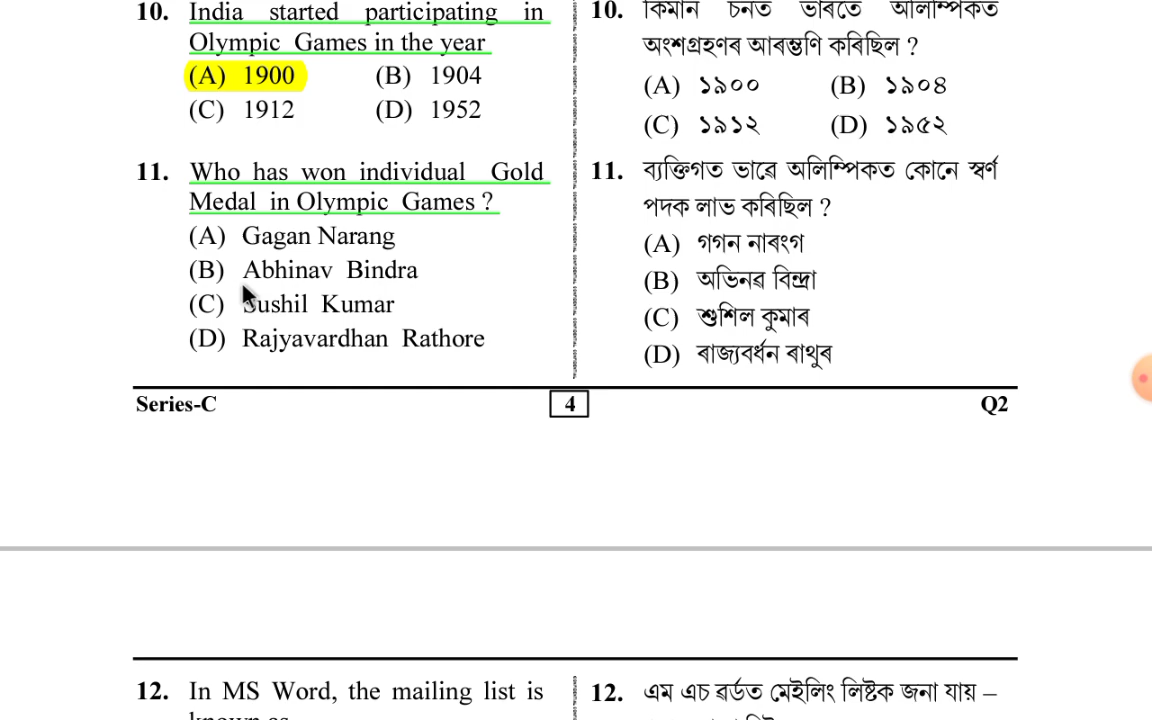 10. India started participating in
Olympic Games in the year
(A) 1900 (B) 1904
(C) 1912 (D) 1952
11. Who has won individual Gold
Medal in Olympic Games ?
(A) Gagan Narang
(B) Abhinav Bindra
(C) Sushil Kumar
(D) Rajyavardhan Rathore
10. কিমান চনত ভাৰতে অলিম্পিকত
অংশগ্ৰহণৰ আৰম্ভণি কৰিছিল ?
(A) ১৯০০ (B) ১৯০৪
(C) ১৯১২ (D) ১৯৫২
11. ব্যক্তিগত ভাৱে অলিম্পিকত কোনে স্বৰ্ণ
পদক লাভ কৰিছিল ?
(A) গগন নাৰংগ
(B) অভিনৱ বিন্দ্ৰা
(C) শুশিল কুমাৰ
(D) ৰাজ্যবৰ্ধন ৰাথুৰ
Series-C 4 Q2
12. In MS Word, the mailing list is
known as
12. এম এচ ৱৰ্ডত মেইলিং লিষ্টক জনা যায় –